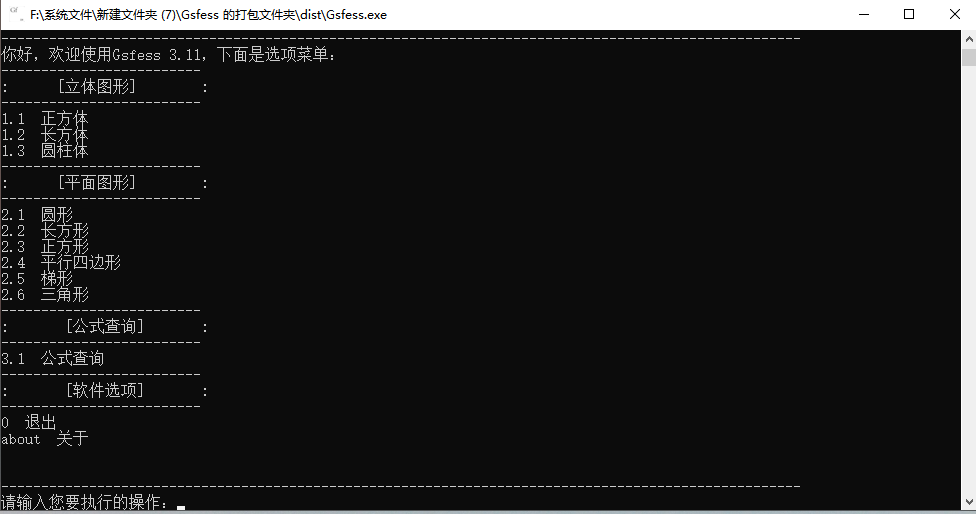 F:\系统文件\新建文件夹 (7)\Gsfess 的打包文件夹\dist\Gsfess.exe
----------------------------------------------------------------------------------------------------
你好，欢迎使用Gsfess 3.11，下面是选项菜单：
-------------------------
:      [立体图形]        :
-------------------------
1.1  正方体
1.2  长方体
1.3  圆柱体
-------------------------
:      [平面图形]        :
-------------------------
2.1  圆形
2.2  长方形
2.3  正方形
2.4  平行四边形
2.5  梯形
2.6  三角形
-------------------------
:       [公式查询]       :
-------------------------
3.1  公式查询
-------------------------
:       [软件选项]       :
-------------------------
0  退出
about  关于
----------------------------------------------------------------------------------------------------
请输入您要执行的操作：